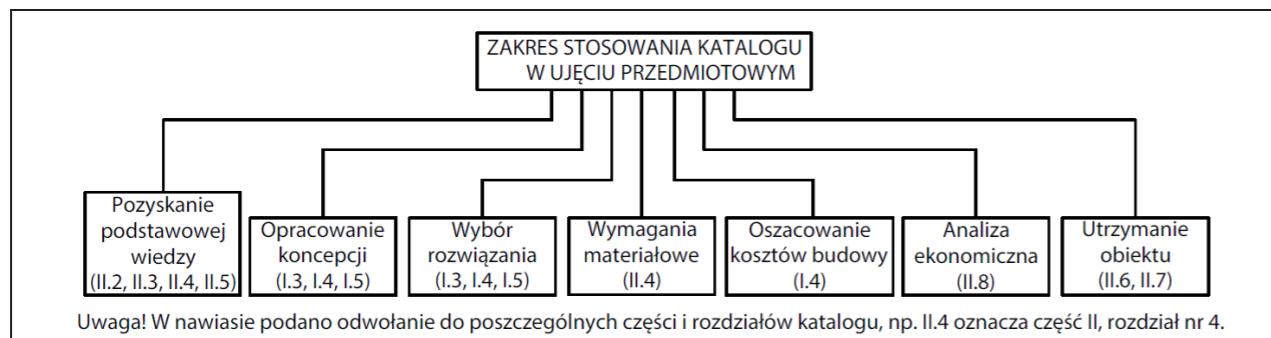 ZAKRES STOSOWANIA KATALOGU
W UJĘCIU PRZEDMIOTOWYM
Pozyskanie
podstawowej
wiedzy
(II.2, II.3, II.4, II.5)
Opracowanie
koncepcji
(I.3, I.4, I.5)
Wybór
rozwiązania
(I.3, I.4, I.5)
Wymagania
materiałowe
(II.4)
Oszacowanie
kosztów budowy
(I.4)
Analiza
ekonomiczna
(II.8)
Utrzymanie
obiektu
(II.6, II.7)
Uwaga! W nawiasie podano odwołanie do poszczególnych części i rozdziałów katalogu, np. II.4 oznacza część II, rozdział nr 4.